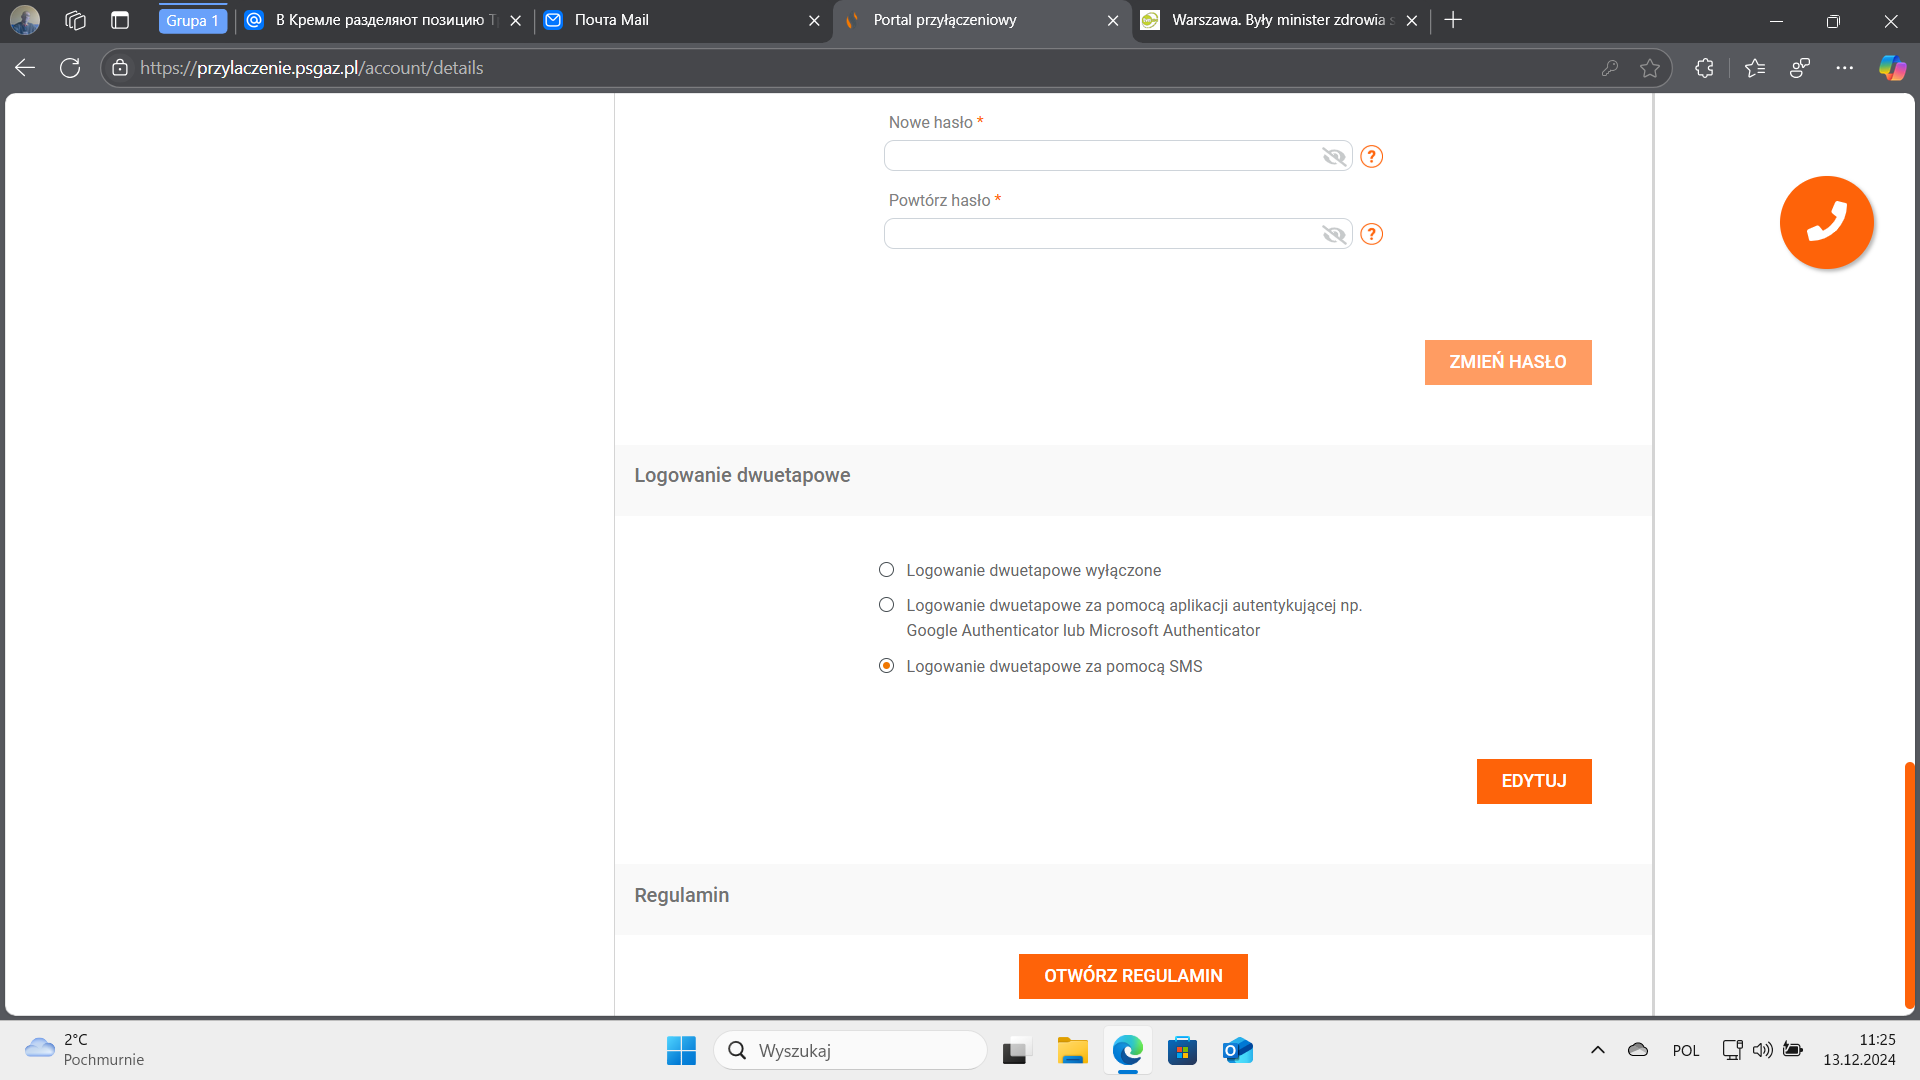 Grupa 1
В Кремле разделяют позицию Т
Почта Mail
Portal przyłączeniowy
Warszawa. Były minister zdrowia s
https://przylaczenie.psgaz.pl/account/details
Nowe hasło *
?
Powtórz hasło *
?
ZMIEŃ HASŁO
Logowanie dwuetapowe
Logowanie dwuetapowe wyłączone
Logowanie dwuetapowe za pomocą aplikacji autentykującej np.
Google Authenticator lub Microsoft Authenticator
Logowanie dwuetapowe za pomocą SMS
EDYTUJ
Regulamin
OTWÓRZ REGULAMIN
2°C
Pochmurnie
Wyszukaj
POL
11:25
13.12.2024